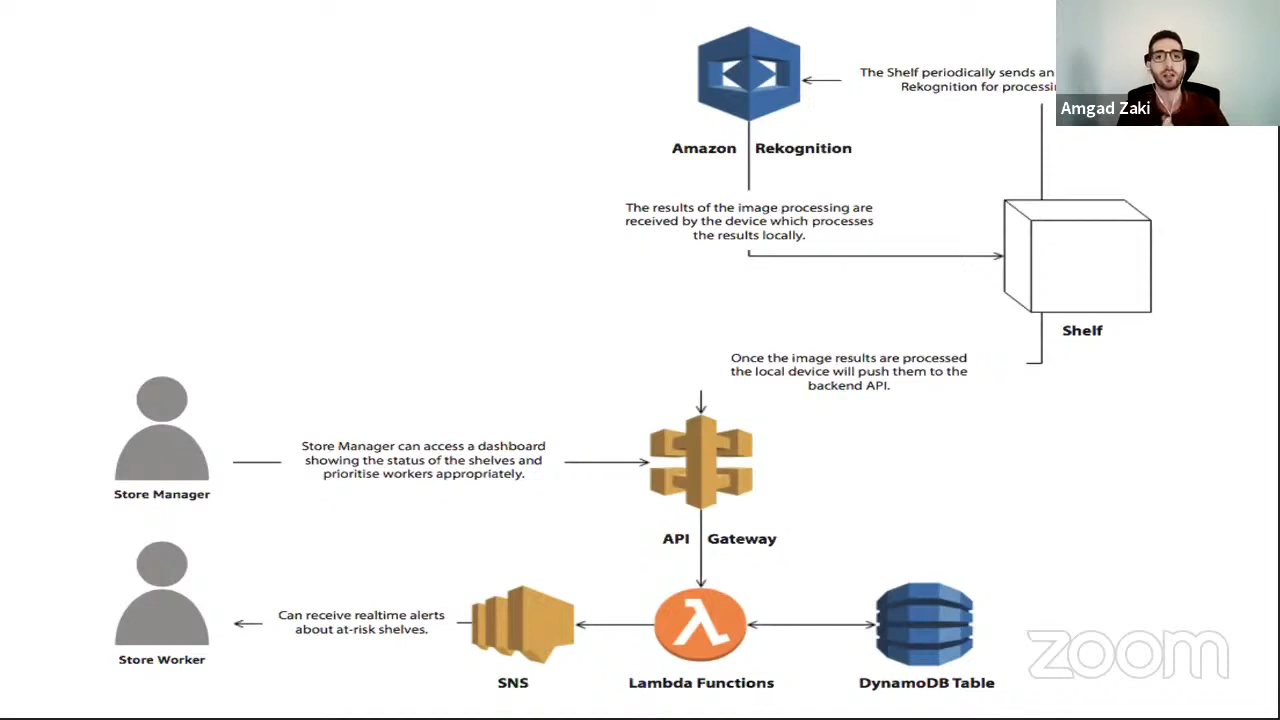 The Shelf periodically sends an
Rekognition for
Amgad Zaki
Amazon Rekognition
The results of the image processing are
received by the device which processes
the results locally.
Shelf
Once the image results are processed
the local device will push them to the
backend API.
Store Manager can access a dashboard
showing the status of the shelves and
prioritise workers appropriately.
Store Manager
API Gateway
Can receive realtime alerts
about at-risk shelves.
Store Worker
SNS
Lambda Functions
DynamoDB Table
zoom